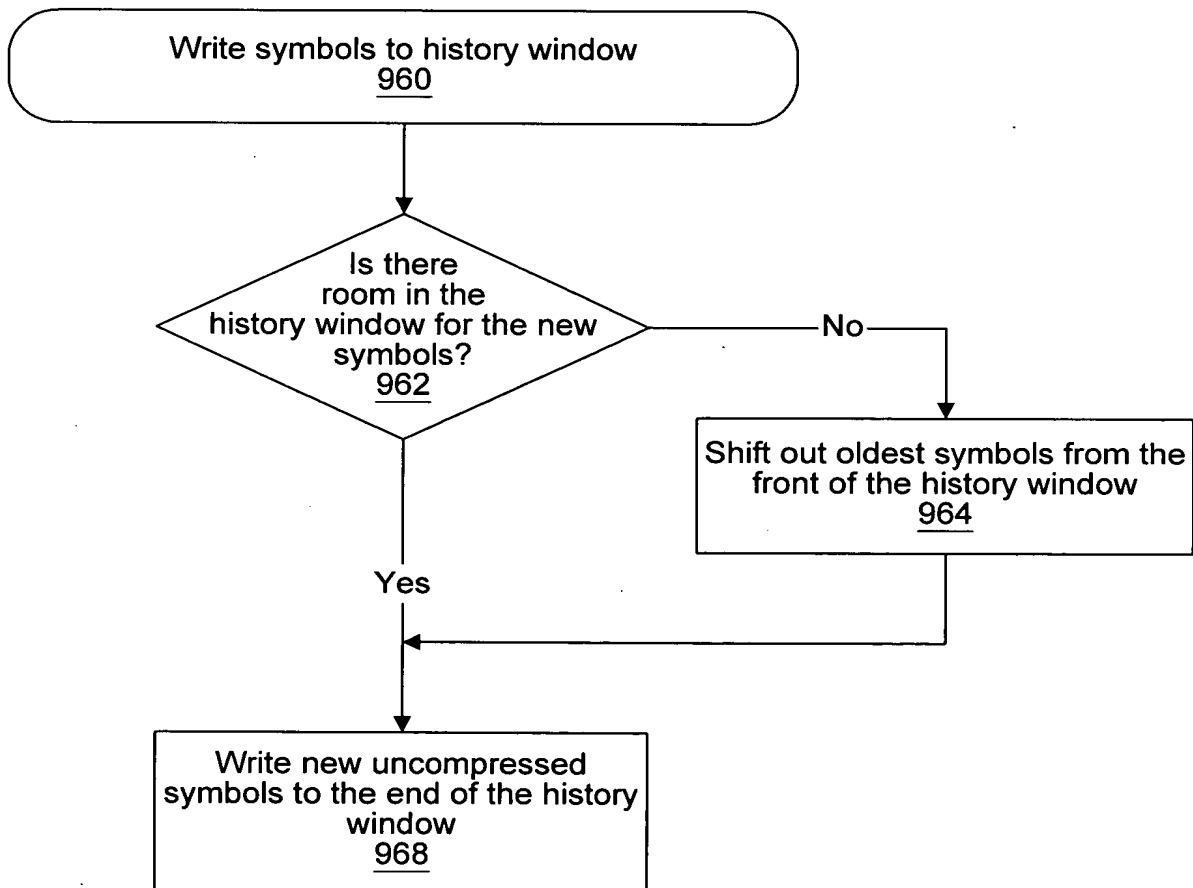 Write symbols to history window
960
Is there
room in the
history window for the new
symbols?
962
No
Shift out oldest symbols from the
front of the history window
964
Yes
Write new uncompressed
symbols to the end of the history
window
968